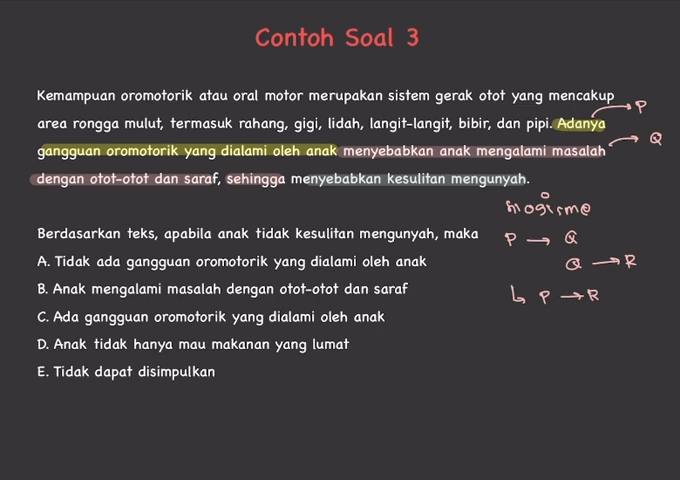 Contoh Soal 3
Kemampuan oromotorik atau oral motor merupakan sistem gerak otot yang mencakup
area rongga mulut, termasuk rahang, gigi, lidah, langit-langit, bibir, dan pipi. Adanya → P
gangguan oromotorik yang dialami oleh anak menyebabkan anak mengalami masalah → Q
dengan otot-otot dan saraf, sehingga menyebabkan kesulitan mengunyah.
Berdasarkan teks, apabila anak tidak kesulitan mengunyah, maka
A. Tidak ada gangguan oromotorik yang dialami oleh anak
B. Anak mengalami masalah dengan otot-otot dan saraf
C. Ada gangguan oromotorik yang dialami oleh anak
D. Anak tidak hanya mau makanan yang lumat
E. Tidak dapat disimpulkan
P → Q
Q → R
↳ P → R